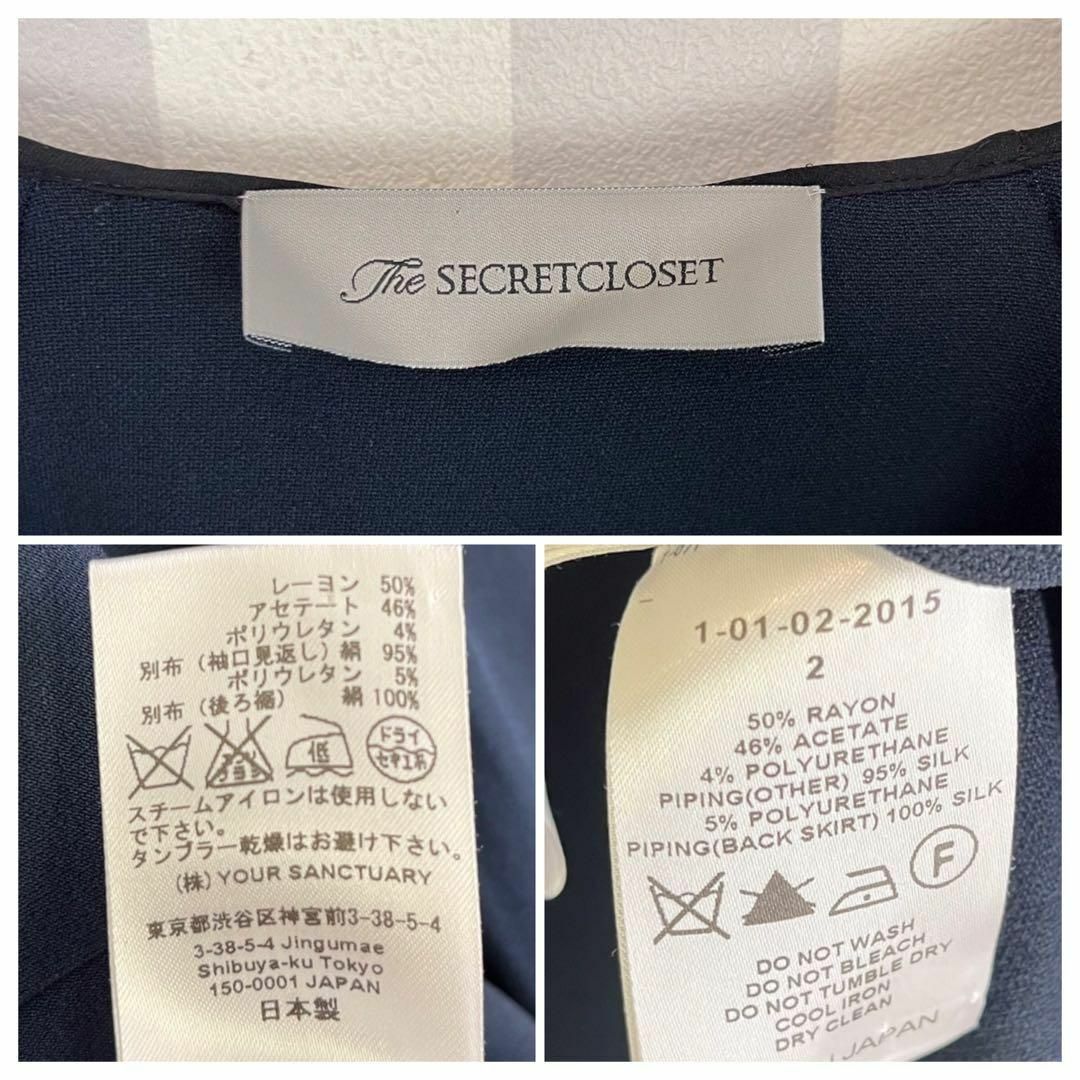 The SECRETCLOSET
レーヨン 50%
アセテート 46%
ポリウレタン 4%
別布(袖口見返し)絹 95%
ポリウレタン 5%
別布(後ろ裾) 絹 100%
エンソサラシ
低
ドライ
セキユ系
スチームアイロンは使用しない
で下さい。
タンブラー乾燥はお避け下さい。
(株) YOUR SANCTUARY
東京都渋谷区神宮前3-38-5-4
3-38-5-4 Jingumae
Shibuya-ku Tokyo
150-0001 JAPAN
日本製
1-01-02-2015
2
50% RAYON
46% ACETATE
4% POLYURETHANE
PIPING(OTHER) 95% SILK
5% POLYURETHANE
PIPING(BACK SKIRT) 100% SILK
F
DO NOT WASH
DO NOT BLEACH
DO NOT TUMBLE DRY
COOL IRON
DRY CLEAN
JAPAN